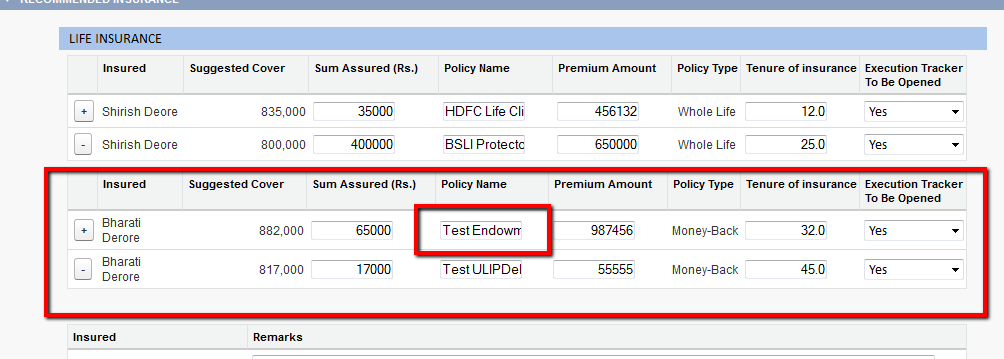 RECOMMENDED INSURANCE
LIFE INSURANCE
Insured Suggested Cover Sum Assured (Rs.) Policy Name Premium Amount Policy Type Tenure of insurance Execution Tracker
To Be Opened
+ Shirish Deore 835,000 35000 HDFC Life Cli 456132 Whole Life 12.0 Yes
- Shirish Deore 800,000 400000 BSLI Protecto 650000 Whole Life 25.0 Yes
Insured Suggested Cover Sum Assured (Rs.) Policy Name Premium Amount Policy Type Tenure of insurance Execution Tracker
To Be Opened
+ Bharati
Derore 882,000 65000 Test Endowm 987456 Money-Back 32.0 Yes
- Bharati
Derore 817,000 17000 Test ULIPDel 55555 Money-Back 45.0 Yes
Insured Remarks